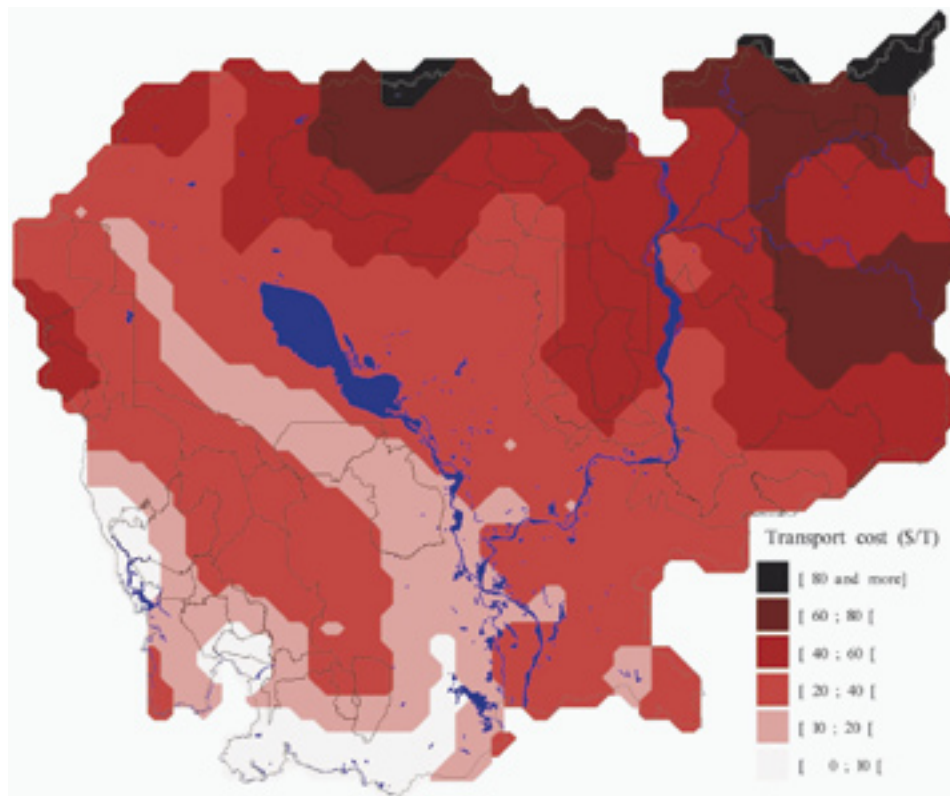 Transport cost ($/T)
[ 80 and more]
[ 60 ; 80 [
[ 40 ; 60 [
[ 20 ; 40 [
[ 10 ; 20 [
[ 0 ; 10 [